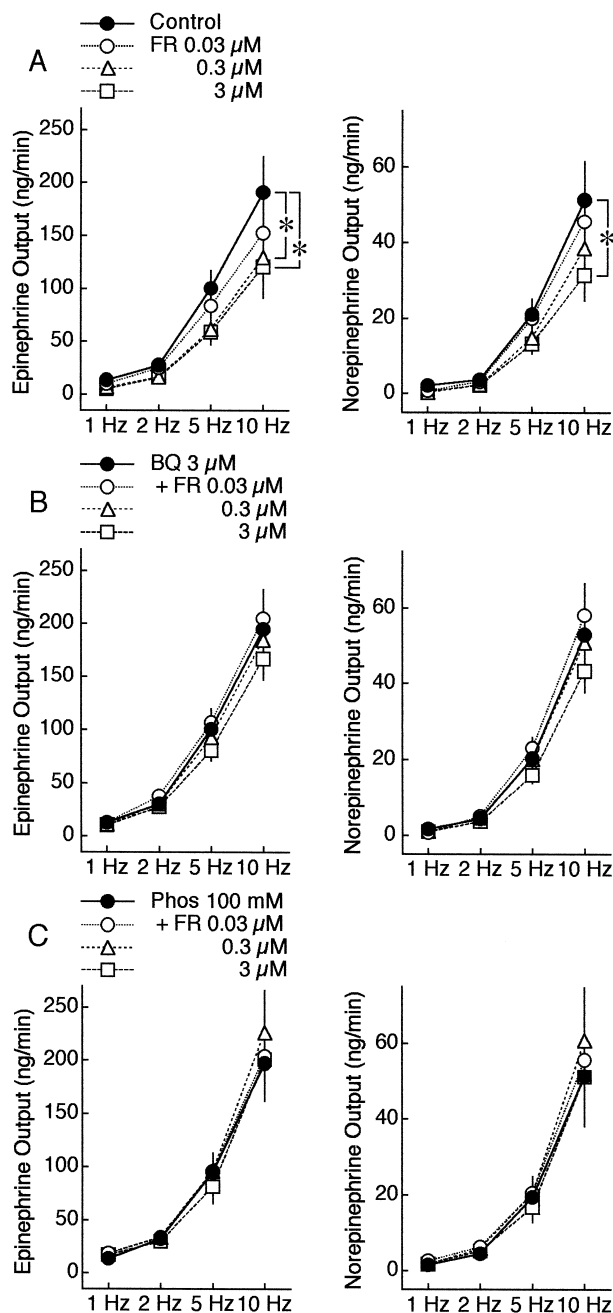 A
Control
FR 0.03 µM
0.3 µM
3 µM
Epinephrine Output (ng/min)
250
200
150
100
50
0
*
*
1 Hz 2 Hz 5 Hz 10 Hz
Norepinephrine Output (ng/min)
60
40
20
0
*
1 Hz 2 Hz 5 Hz 10 Hz
B
BQ 3 µM
+ FR 0.03 µM
0.3 µM
3 µM
Epinephrine Output (ng/min)
250
200
150
100
50
0
1 Hz 2 Hz 5 Hz 10 Hz
Norepinephrine Output (ng/min)
60
40
20
0
1 Hz 2 Hz 5 Hz 10 Hz
C
Phos 100 mM
+ FR 0.03 µM
0.3 µM
3 µM
Epinephrine Output (ng/min)
250
200
150
100
50
0
1 Hz 2 Hz 5 Hz 10 Hz
Norepinephrine Output (ng/min)
60
40
20
0
1 Hz 2 Hz 5 Hz 10 Hz